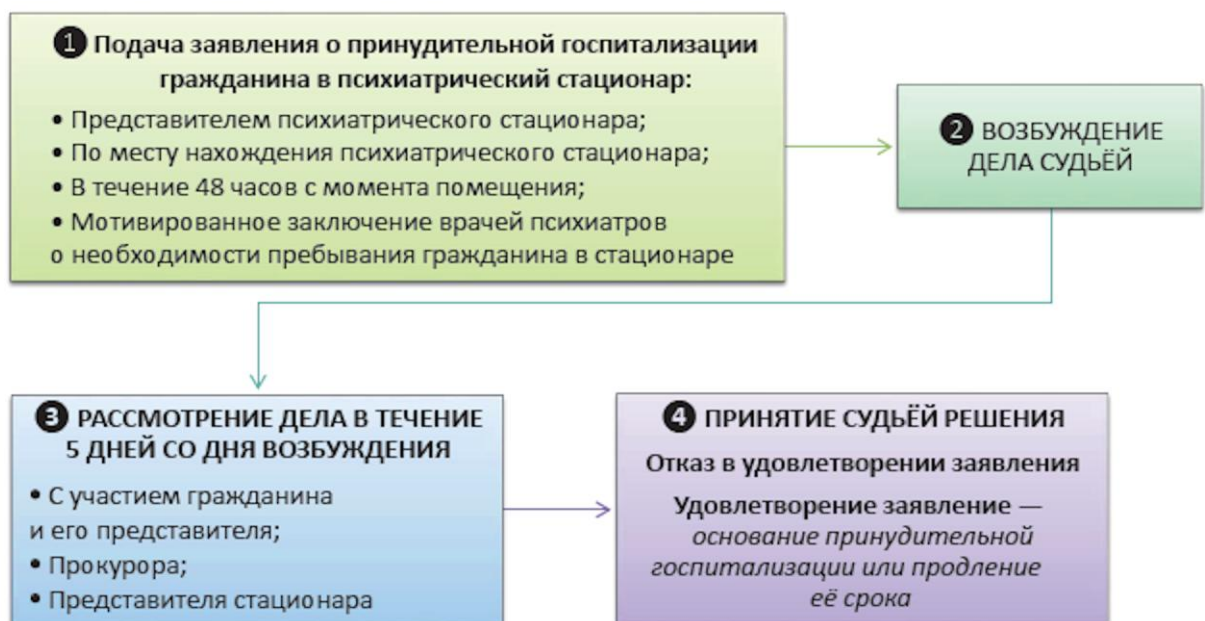 ❶ Подача заявления о принудительной госпитализации
гражданина в психиатрический стационар:
• Представителем психиатрического стационара;
• По месту нахождения психиатрического стационара;
• В течение 48 часов с момента помещения;
• Мотивированное заключение врачей психиатров
о необходимости пребывания гражданина в стационаре
❷ ВОЗБУЖДЕНИЕ
ДЕЛА СУДЬЁЙ
❸ РАССМОТРЕНИЕ ДЕЛА В ТЕЧЕНИЕ
5 ДНЕЙ СО ДНЯ ВОЗБУЖДЕНИЯ
• С участием гражданина
и его представителя;
• Прокурора;
• Представителя стационара
❹ ПРИНЯТИЕ СУДЬЁЙ РЕШЕНИЯ
Отказ в удовлетворении заявления
Удовлетворение заявление —
основание принудительной
госпитализации или продление
её срока